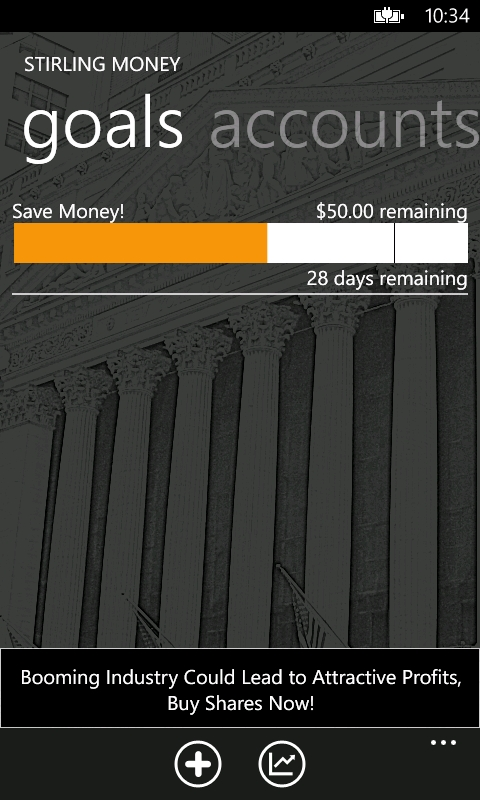 10:34
STIRLING MONEY
goals accounts
Save Money! $50.00 remaining
28 days remaining
Booming Industry Could Lead to Attractive Profits,
Buy Shares Now!